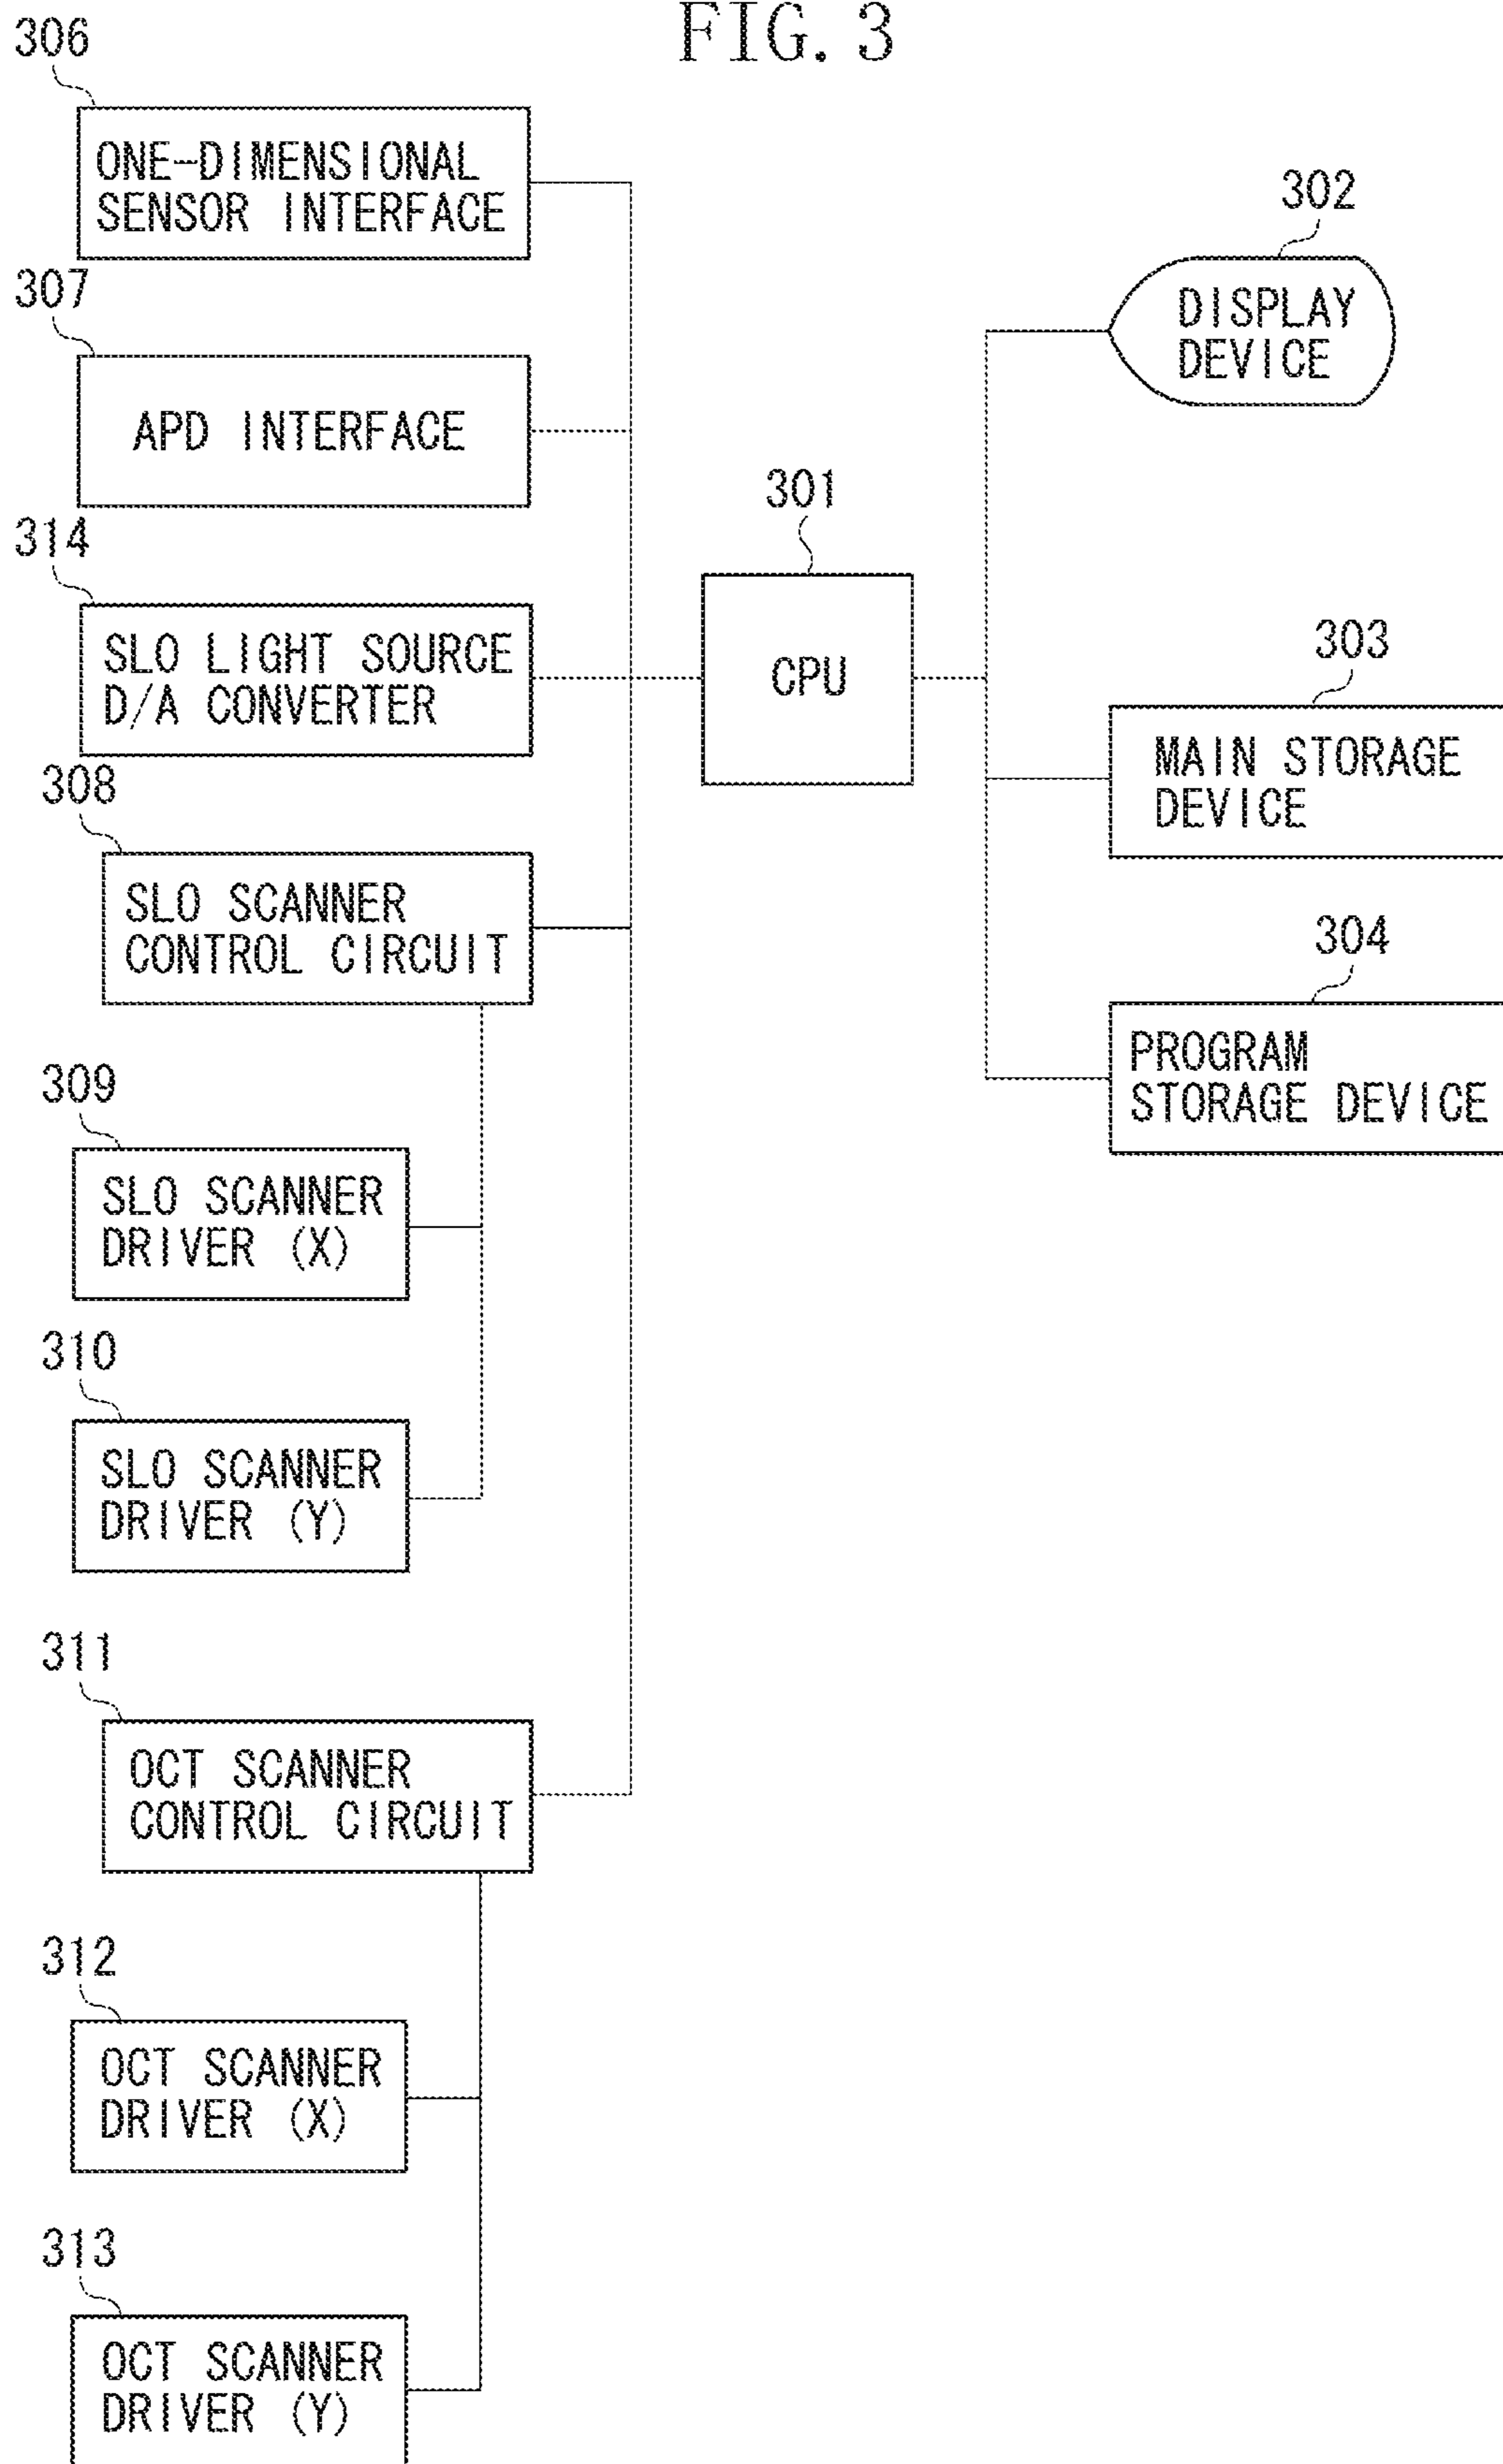 FIG. 3
306
ONE-DIMENSIONAL
SENSOR INTERFACE
307
APD INTERFACE
314
SLO LIGHT SOURCE
D/A CONVERTER
308
SLO SCANNER
CONTROL CIRCUIT
309
SLO SCANNER
DRIVER (X)
310
SLO SCANNER
DRIVER (Y)
311
OCT SCANNER
CONTROL CIRCUIT
312
OCT SCANNER
DRIVER (X)
313
OCT SCANNER
DRIVER (Y)
301
CPU
302
DISPLAY
DEVICE
303
MAIN STORAGE
DEVICE
304
PROGRAM
STORAGE DEVICE